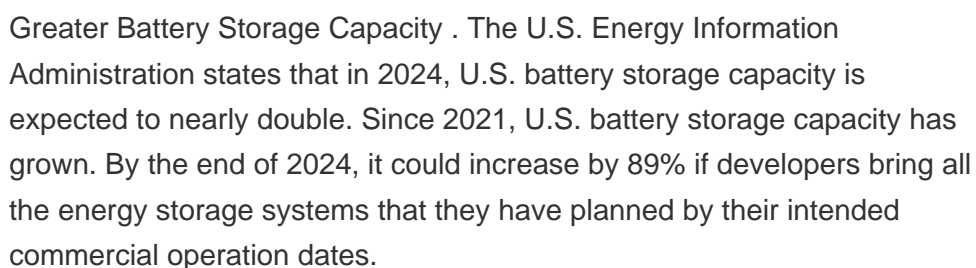 Greater Battery Storage Capacity . The U.S. Energy Information
Administration states that in 2024, U.S. battery storage capacity is
expected to nearly double. Since 2021, U.S. battery storage capacity has
grown. By the end of 2024, it could increase by 89% if developers bring all
the energy storage systems that they have planned by their intended
commercial operation dates.